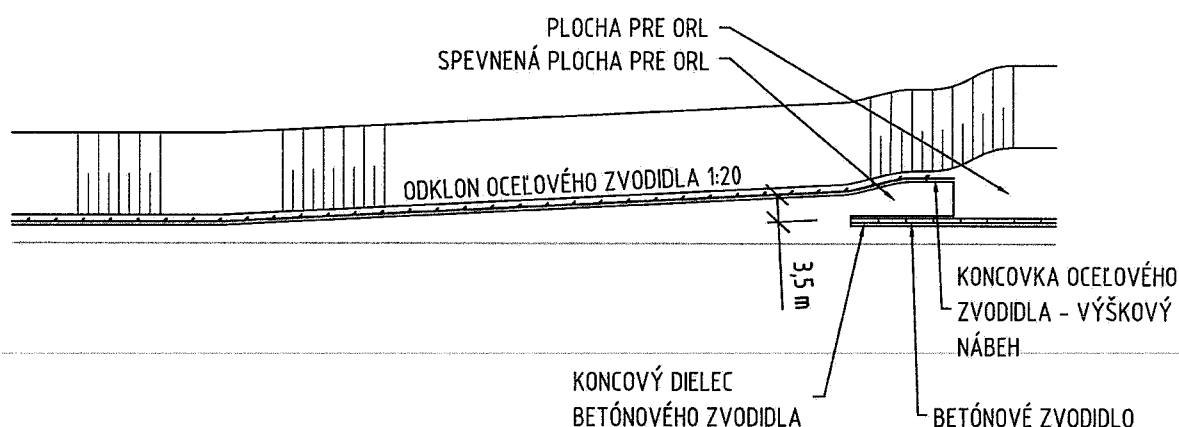 PLOCHA PRE ORL
SPEVNENÁ PLOCHA PRE ORL
ODKLON OCEĽOVÉHO ZVODIDLA 1:20
3,5 m
KONCOVKA OCEĽOVÉHO
ZVODIDLA - VÝŠKOVÝ
NÁBEH
KONCOVÝ DIELEC
BETÓNOVÉHO ZVODIDLA
BETÓNOVÉ ZVODIDLO